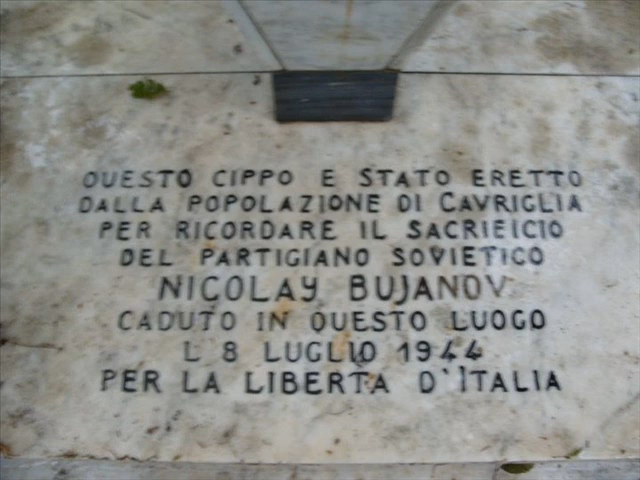 QUESTO CIPPO E STATO ERETTO
DALLA POPOLAZIONE DI CAVRIGLIA
PER RICORDARE IL SACRIFICIO
DEL PARTIGIANO SOVIETICO
NICOLAY BUJANOV
CADUTO IN QUESTO LUOGO
L 8 LUGLIO 1944
PER LA LIBERTÀ D'ITALIA